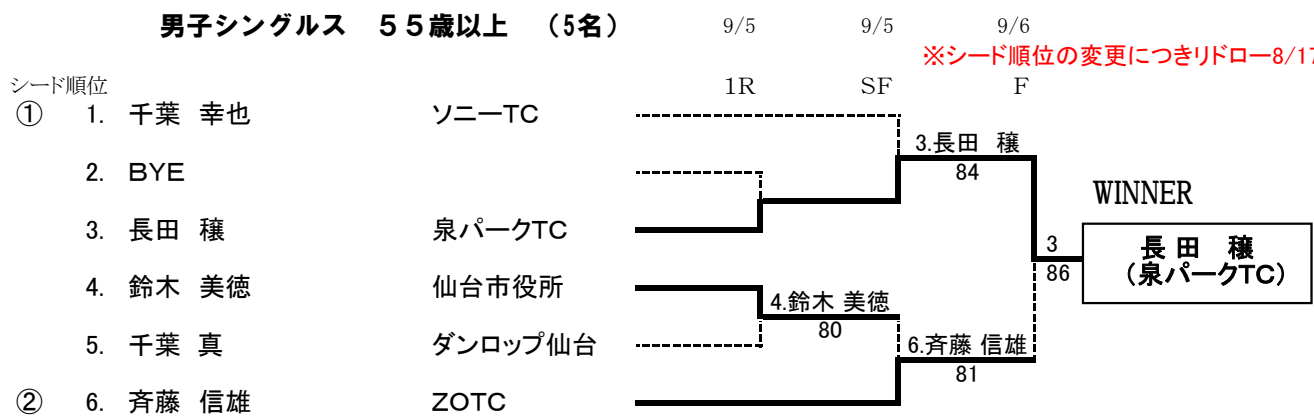 男子シングルス ５５歳以上 （5名） 9/5 9/5 9/6
※シード順位の変更につきリドロー8/17
シード順位 1R SF F
① 1. 千葉 幸也 ソニーTC
3.長田 穣
84
2. BYE
WINNER
3. 長田 穣 泉パークTC
3 長 田 穣
86 （泉パークTC）
4. 鈴木 美徳 仙台市役所
4.鈴木 美徳
80
5. 千葉 真 ダンロップ仙台
6.斉藤 信雄
81
② 6. 斉藤 信雄 ZOTC